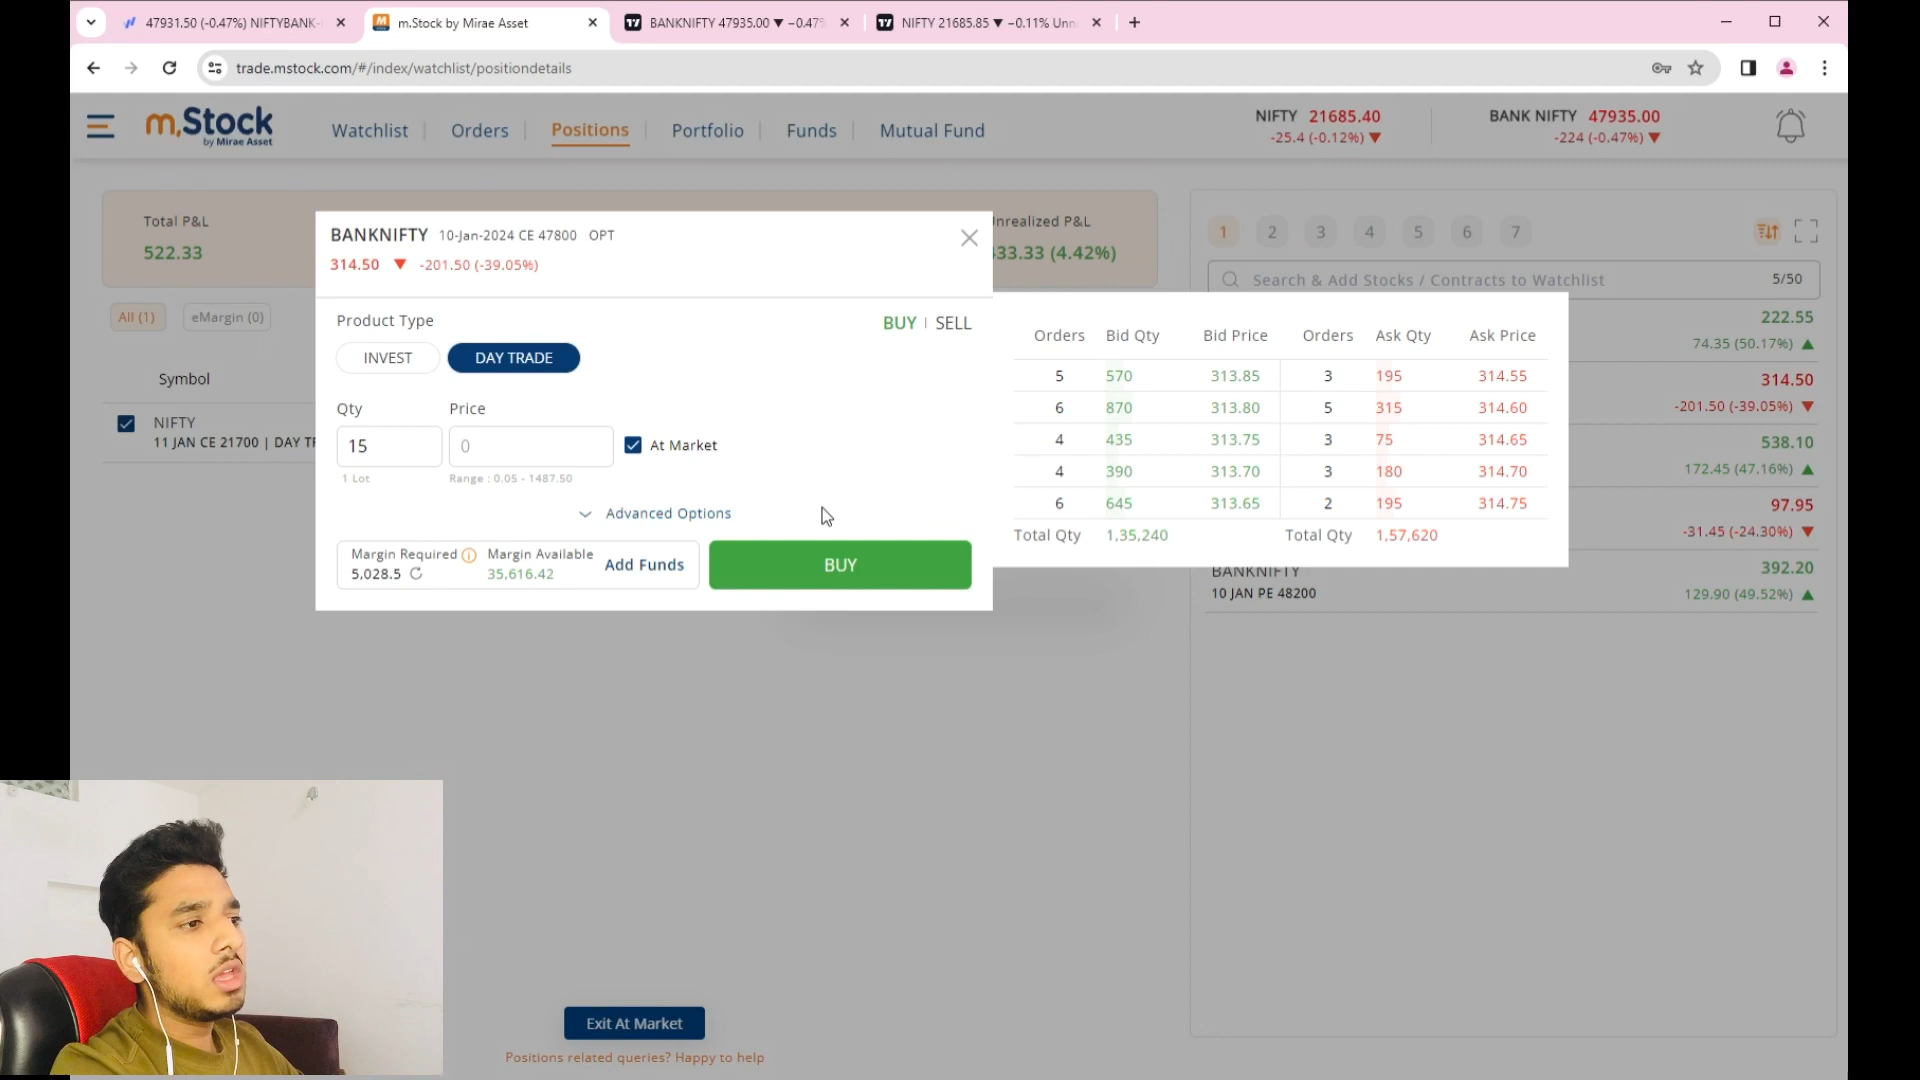 47931.50 (-0.47%) NIFTYBANK-
m.Stock by Mirae Asset
BANKNIFTY 47935.00 ▼ −0.47%
NIFTY 21685.85 ▼ −0.11% Unn
trade.mstock.com/#/index/watchlist/positiondetails
m.Stock
by Mirae Asset
Watchlist
Orders
Positions
Portfolio
Funds
Mutual Fund
NIFTY 21685.40
-25.4 (-0.12%) ▼
BANK NIFTY 47935.00
-224 (-0.47%) ▼
Total P&L
522.33
nrealized P&L
33.33 (4.42%)
All (1)
eMargin (0)
Symbol
NIFTY
11 JAN CE 21700 | DAY TR
BANKNIFTY 10-Jan-2024 CE 47800 OPT
314.50 ▼ -201.50 (-39.05%)
Product Type
BUY | SELL
INVEST
DAY TRADE
Qty
Price
15
0
At Market
1 Lot
Range : 0.05 - 1487.50
Advanced Options
Margin Required
5,028.5
Margin Available
35,616.42
Add Funds
BUY
Orders Bid Qty Bid Price Orders Ask Qty Ask Price
5 570 313.85 3 195 314.55
6 870 313.80 5 315 314.60
4 435 313.75 3 75 314.65
4 390 313.70 3 180 314.70
6 645 313.65 2 195 314.75
Total Qty 1,35,240 Total Qty 1,57,620
1 2 3 4 5 6 7
Search & Add Stocks / Contracts to Watchlist 5/50
222.55
74.35 (50.17%) ▲
314.50
-201.50 (-39.05%) ▼
538.10
172.45 (47.16%) ▲
97.95
-31.45 (-24.30%) ▼
BANKNIFTY 392.20
10 JAN PE 48200 129.90 (49.52%) ▲
Exit At Market
Positions related queries? Happy to help